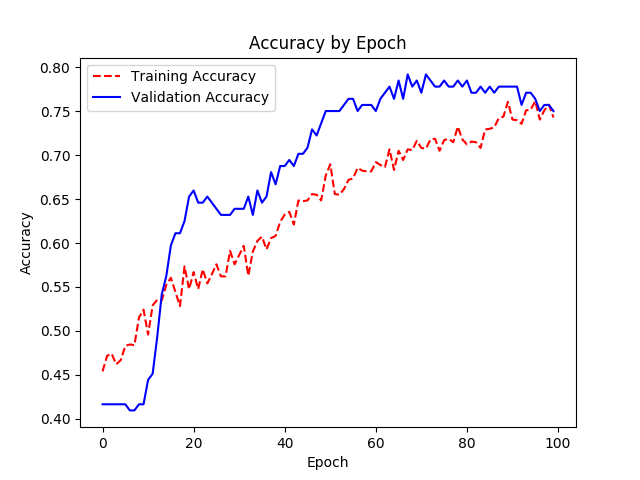 Accuracy by Epoch
Training Accuracy
Validation Accuracy
0.80
0.75
0.70
0.65
0.60
0.55
0.50
0.45
0.40
Accuracy
0 20 40 60 80 100
Epoch